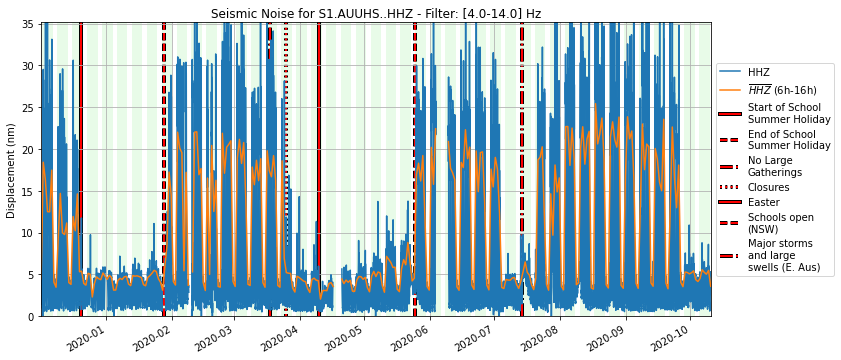 Seismic Noise for S1.AUUHS..HHZ - Filter: [4.0-14.0] Hz
Displacement (nm)
35
30
25
20
15
10
5
0
2020-01
2020-02
2020-03
2020-04
2020-05
2020-06
2020-07
2020-08
2020-09
2020-10
HHZ
HHZ (6h-16h)
Start of School
Summer Holiday
End of School
Summer Holiday
No Large
Gatherings
Closures
Easter
Schools open
(NSW)
Major storms
and large
swells (E. Aus)